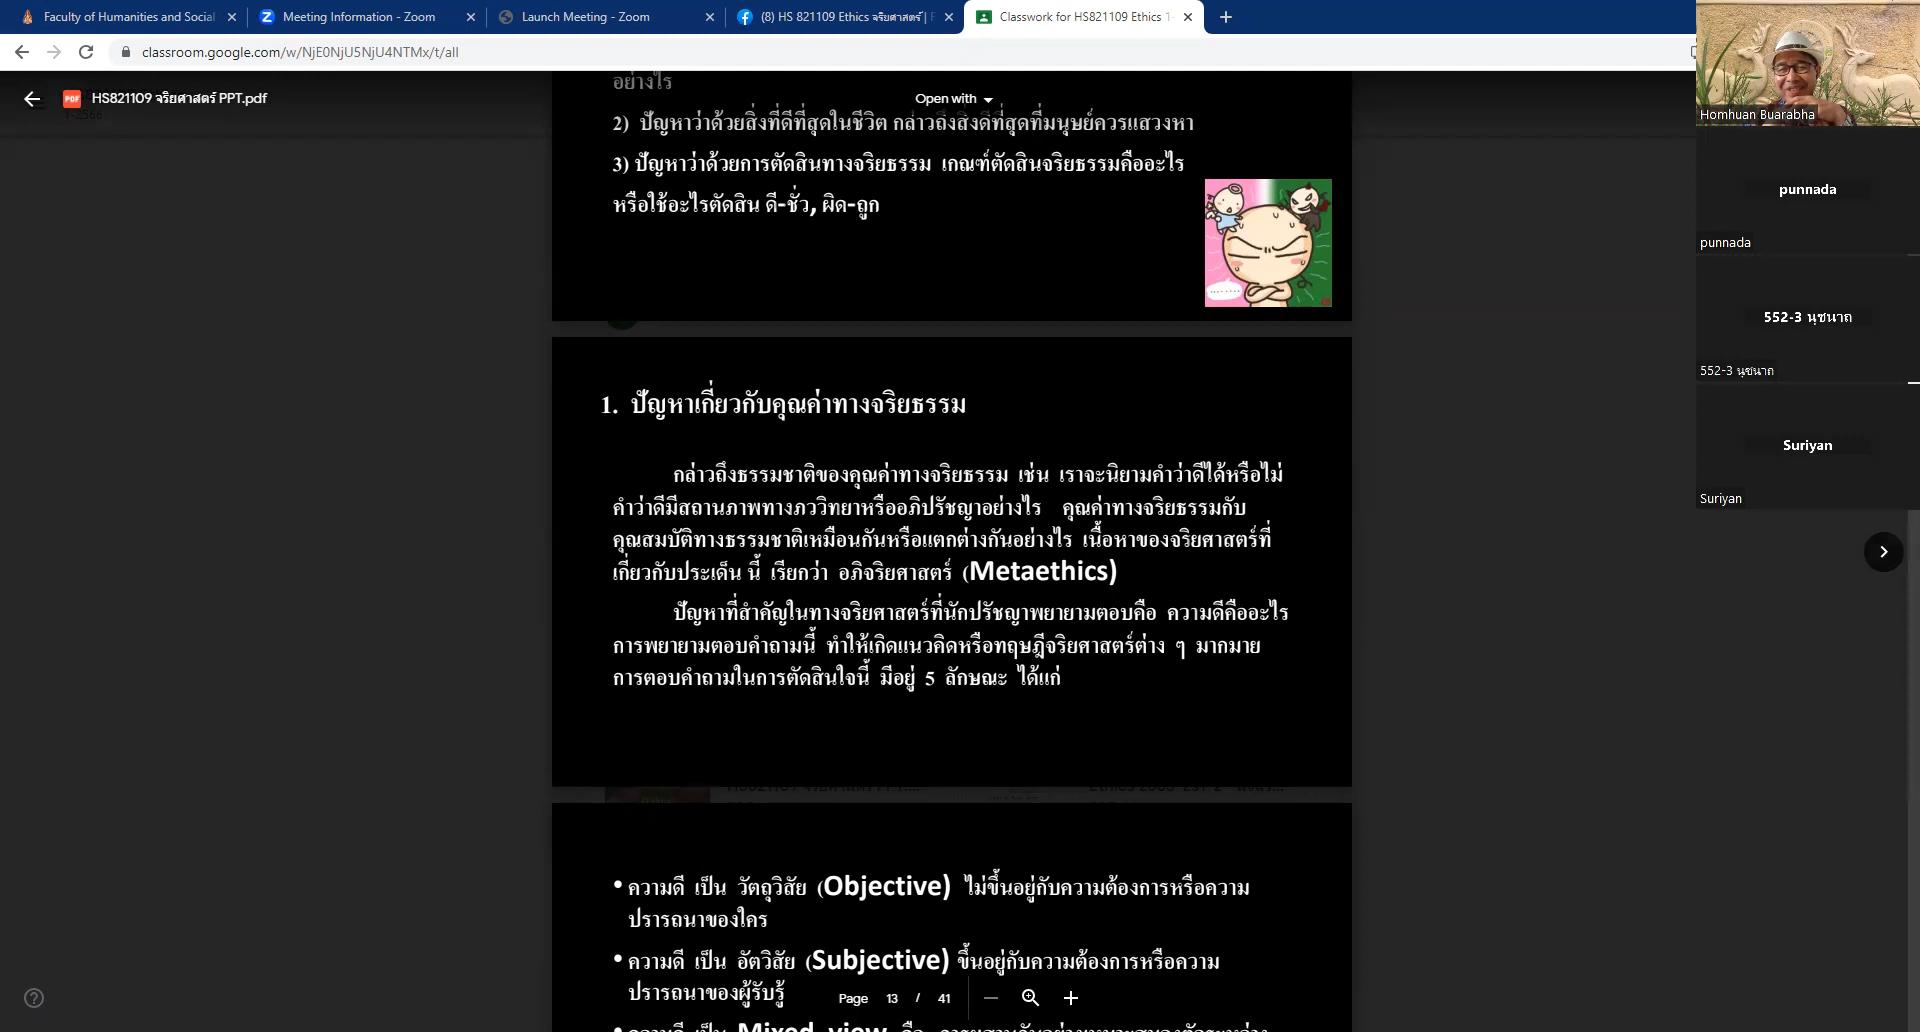 Faculty of Humanities and Social
Meeting Information - Zoom
Launch Meeting - Zoom
(8) HS 821109 Ethics จริยศาสตร์ | F
Classwork for HS821109 Ethics 1-
classroom.google.com/w/NjE0NjU5NjU4NTMx/t/all
PDF HS821109 จริยศาสตร์ PPT.pdf
1-2566
Open with
อย่างไร
2) ปัญหาว่าด้วยสิ่งที่ดีที่สุดในชีวิต กล่าวถึงสิ่งดีที่สุดที่มนุษย์ควรแสวงหา
3) ปัญหาว่าด้วยการตัดสินทางจริยธรรม เกณฑ์ตัดสินจริยธรรมคืออะไร
หรือใช้อะไรตัดสิน ดี-ชั่ว, ผิด-ถูก
1. ปัญหาเกี่ยวกับคุณค่าทางจริยธรรม
กล่าวถึงธรรมชาติของคุณค่าทางจริยธรรม เช่น เราจะนิยามคำว่าดีได้หรือไม่
คำว่าดีมีสถานภาพทางภววิทยาหรืออภิปรัชญาอย่างไร คุณค่าทางจริยธรรมกับ
คุณสมบัติทางธรรมชาติเหมือนกันหรือแตกต่างกันอย่างไร เนื้อหาของจริยศาสตร์ที่
เกี่ยวกับประเด็น นี้ เรียกว่า อภิจริยศาสตร์ (Metaethics)
ปัญหาที่สำคัญในทางจริยศาสตร์ที่นักปรัชญาพยายามตอบคือ ความดีคืออะไร
การพยายามตอบคำถามนี้ ทำให้เกิดแนวคิดหรือทฤษฎีจริยศาสตร์ต่าง ๆ มากมาย
การตอบคำถามในการตัดสินใจนี้ มีอยู่ 5 ลักษณะ ได้แก่
• ความดี เป็น วัตถุวิสัย (Objective) ไม่ขึ้นอยู่กับความต้องการหรือความ
ปรารถนาของใคร
• ความดี เป็น อัตวิสัย (Subjective) ขึ้นอยู่กับความต้องการหรือความ
ปรารถนาของผู้รับรู้
• ความดี เป็น Mixed view คือ
Page 13 / 41
Homhuan Buarabha
punnada
punnada
552-3 นุชนาถ
552-3 นุชนาถ
Suriyan
Suriyan